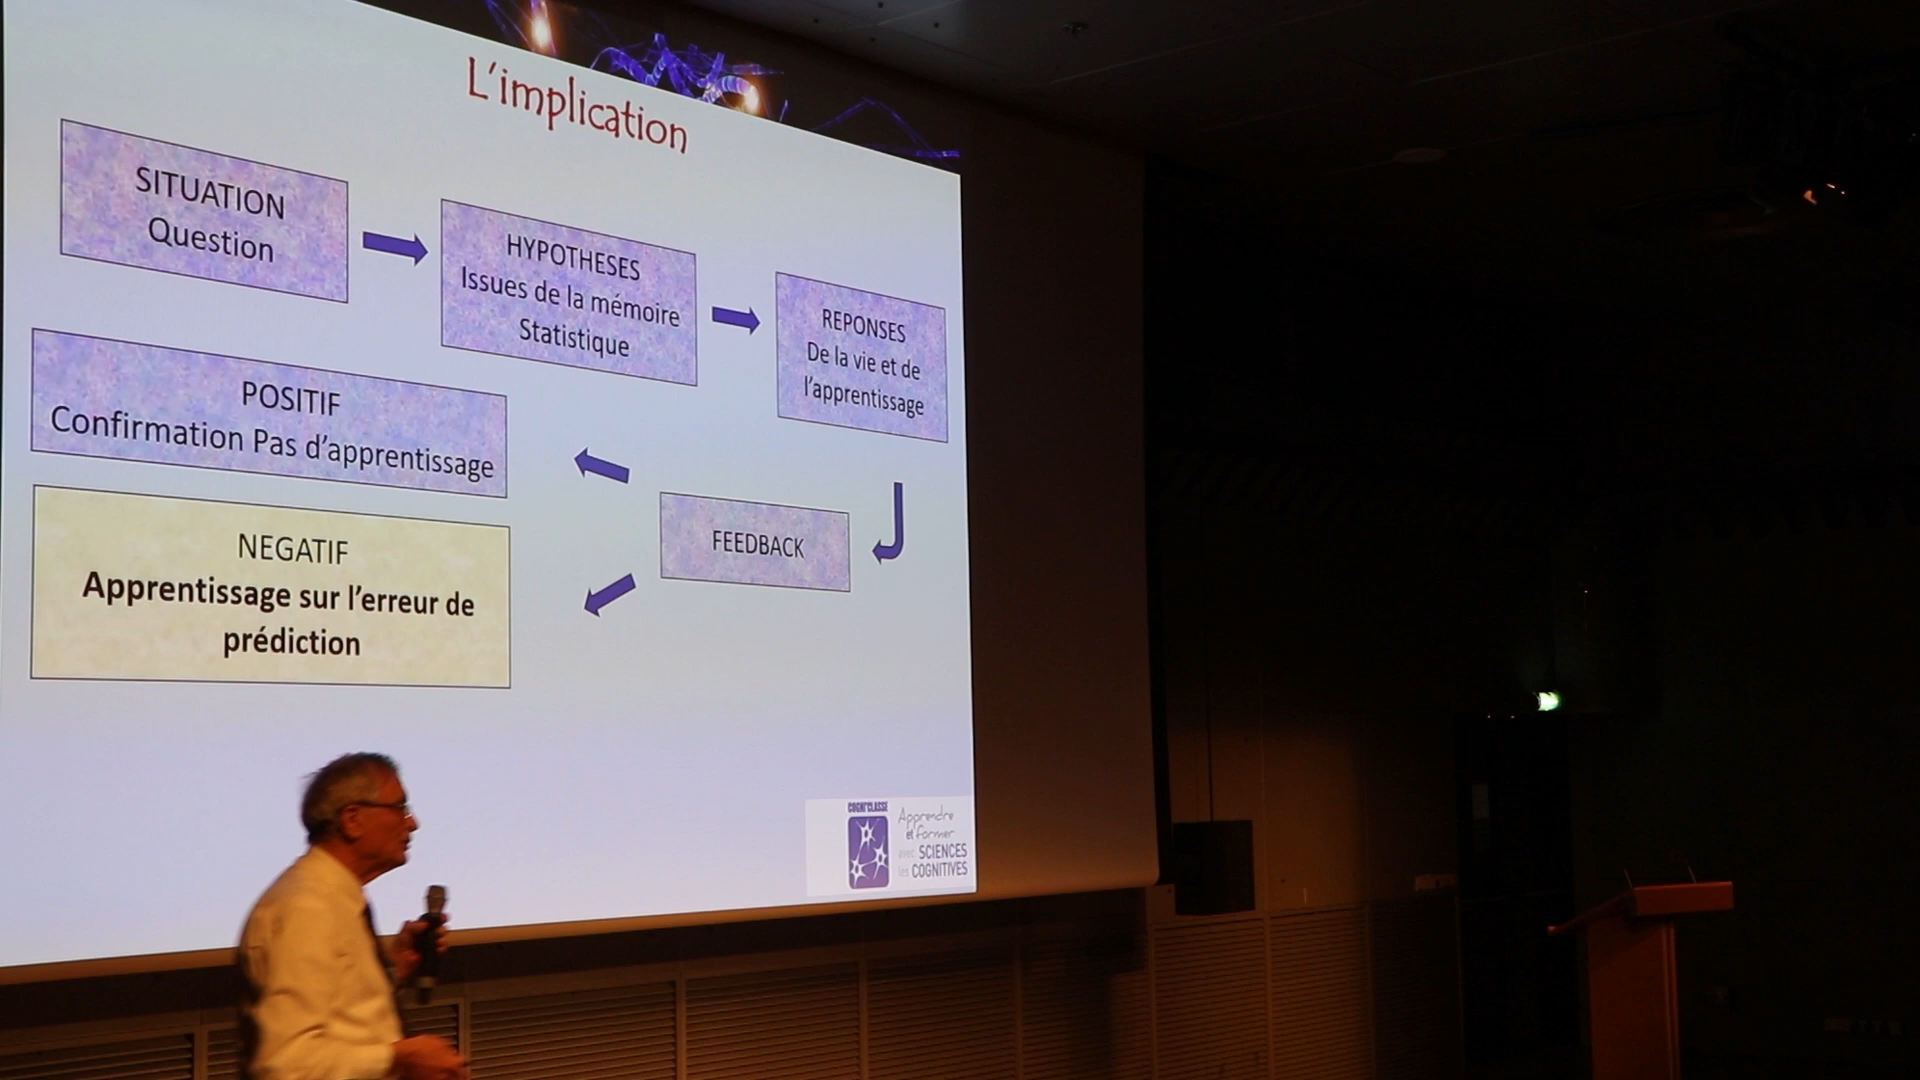 L'implication
SITUATION
Question
HYPOTHESES
Issues de la mémoire
Statistique
REPONSES
De la vie et de
l'apprentissage
POSITIF
Confirmation Pas d'apprentissage
FEEDBACK
NEGATIF
Apprentissage sur l'erreur de
prédiction
COGNI'CLASSE
Apprendre
et former
avec SCIENCES
les COGNITIVES